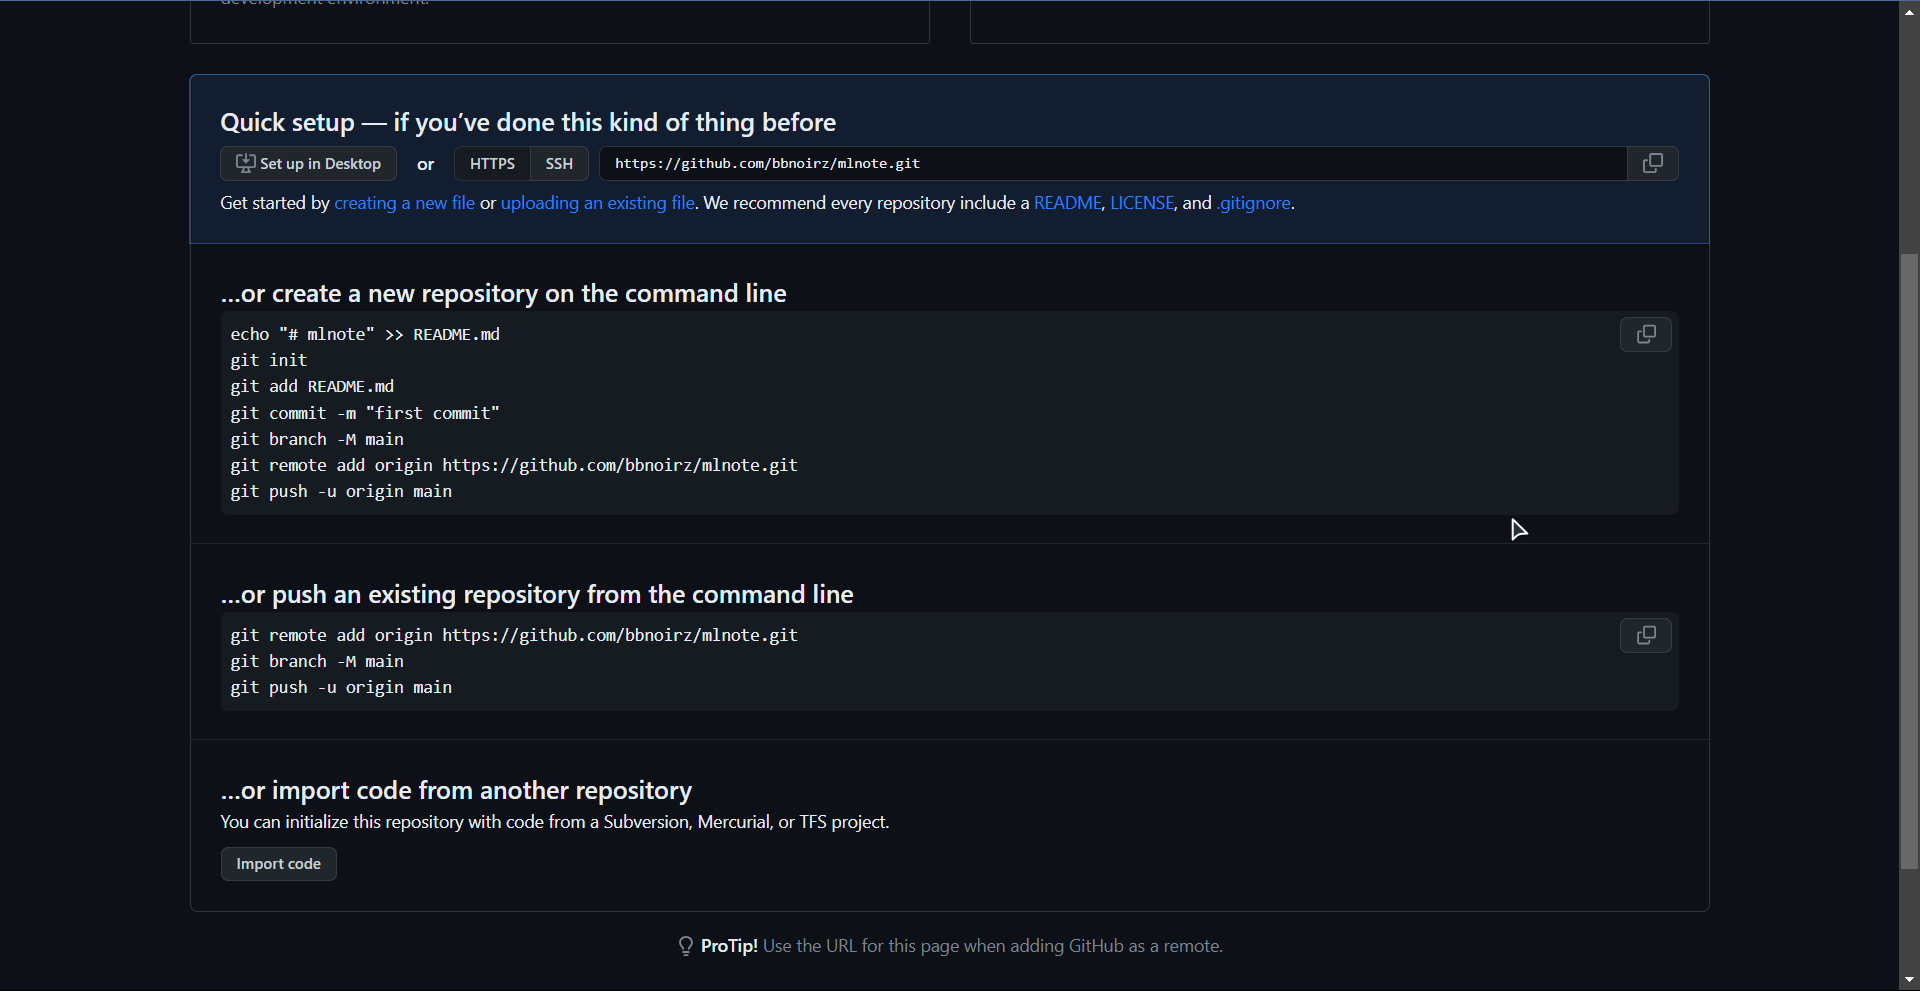 development environment.
Quick setup — if you’ve done this kind of thing before
Set up in Desktop or HTTPS SSH https://github.com/bbnoirz/mlnote.git
Get started by creating a new file or uploading an existing file. We recommend every repository include a README, LICENSE, and .gitignore.
…or create a new repository on the command line
echo "# mlnote" >> README.md
git init
git add README.md
git commit -m "first commit"
git branch -M main
git remote add origin https://github.com/bbnoirz/mlnote.git
git push -u origin main
…or push an existing repository from the command line
git remote add origin https://github.com/bbnoirz/mlnote.git
git branch -M main
git push -u origin main
…or import code from another repository
You can initialize this repository with code from a Subversion, Mercurial, or TFS project.
Import code
ProTip! Use the URL for this page when adding GitHub as a remote.